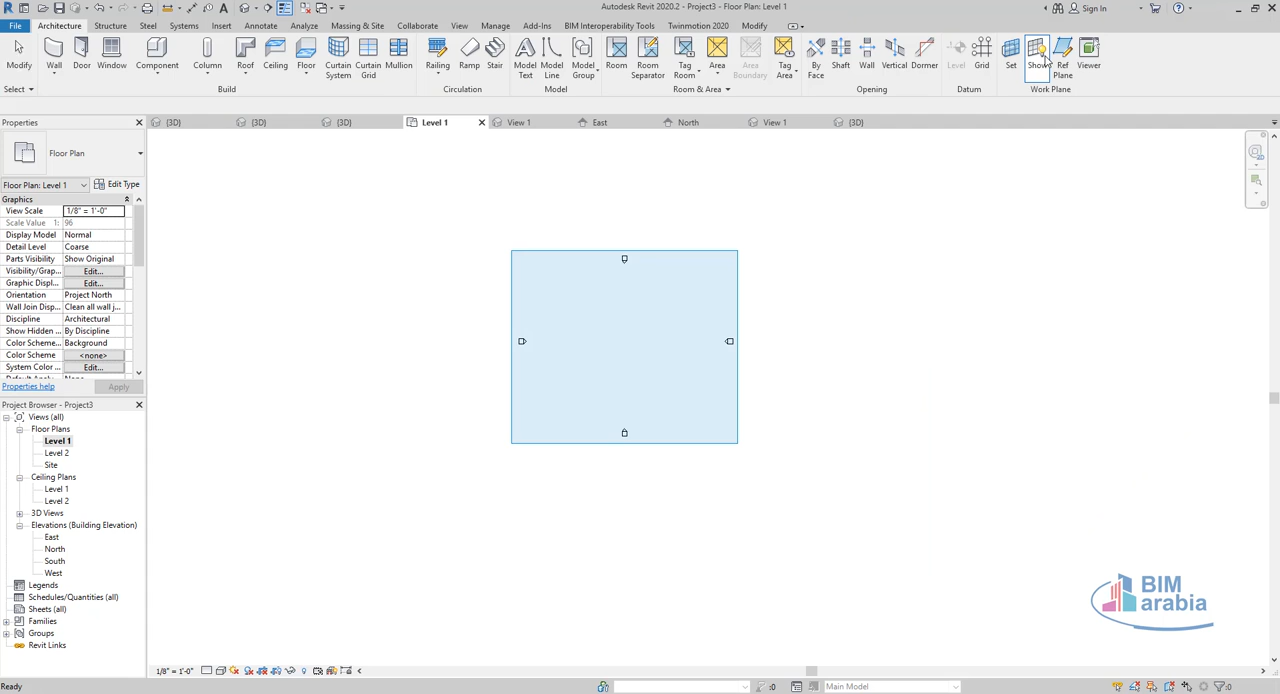 Autodesk Revit 2020.2 - Project3 - Floor Plan: Level 1
Sign In
File Architecture Structure Steel Systems Insert Annotate Analyze Massing & Site Collaborate View Manage Add-Ins BIM Interoperability Tools Twinmotion 2020 Modify
Modify Wall Door Window Component Column Roof Ceiling Floor Curtain System Curtain Grid Mullion Railing Ramp Stair Model Text Model Line Model Group Room Room Separator Tag Room Area Area Boundary Tag Area By Face Shaft Wall Vertical Dormer Level Grid Set Show Ref Plane Viewer
Select Build Circulation Model Room & Area Opening Datum Work Plane
Properties
{3D} {3D} {3D} Level 1 View 1 East North View 1 {3D}
Floor Plan
Floor Plan: Level 1 Edit Type
Graphics
View Scale 1/8" = 1'-0"
Scale Value 1: 96
Display Model Normal
Detail Level Coarse
Parts Visibility Show Original
Visibility/Grap... Edit...
Graphic Displ... Edit...
Orientation Project North
Wall Join Disp... Clean all wall j...
Discipline Architectural
Show Hidden ... By Discipline
Color Scheme... Background
Color Scheme <none>
System Color ... Edit...
Properties help Apply
Project Browser - Project3
Views (all)
Floor Plans
Level 1
Level 2
Site
Ceiling Plans
Level 1
Level 2
3D Views
Elevations (Building Elevation)
East
North
South
West
Legends
Schedules/Quantities (all)
Sheets (all)
Families
Groups
Revit Links
BIM
arabia
1/8" = 1'-0"
Ready :0 Main Model :0